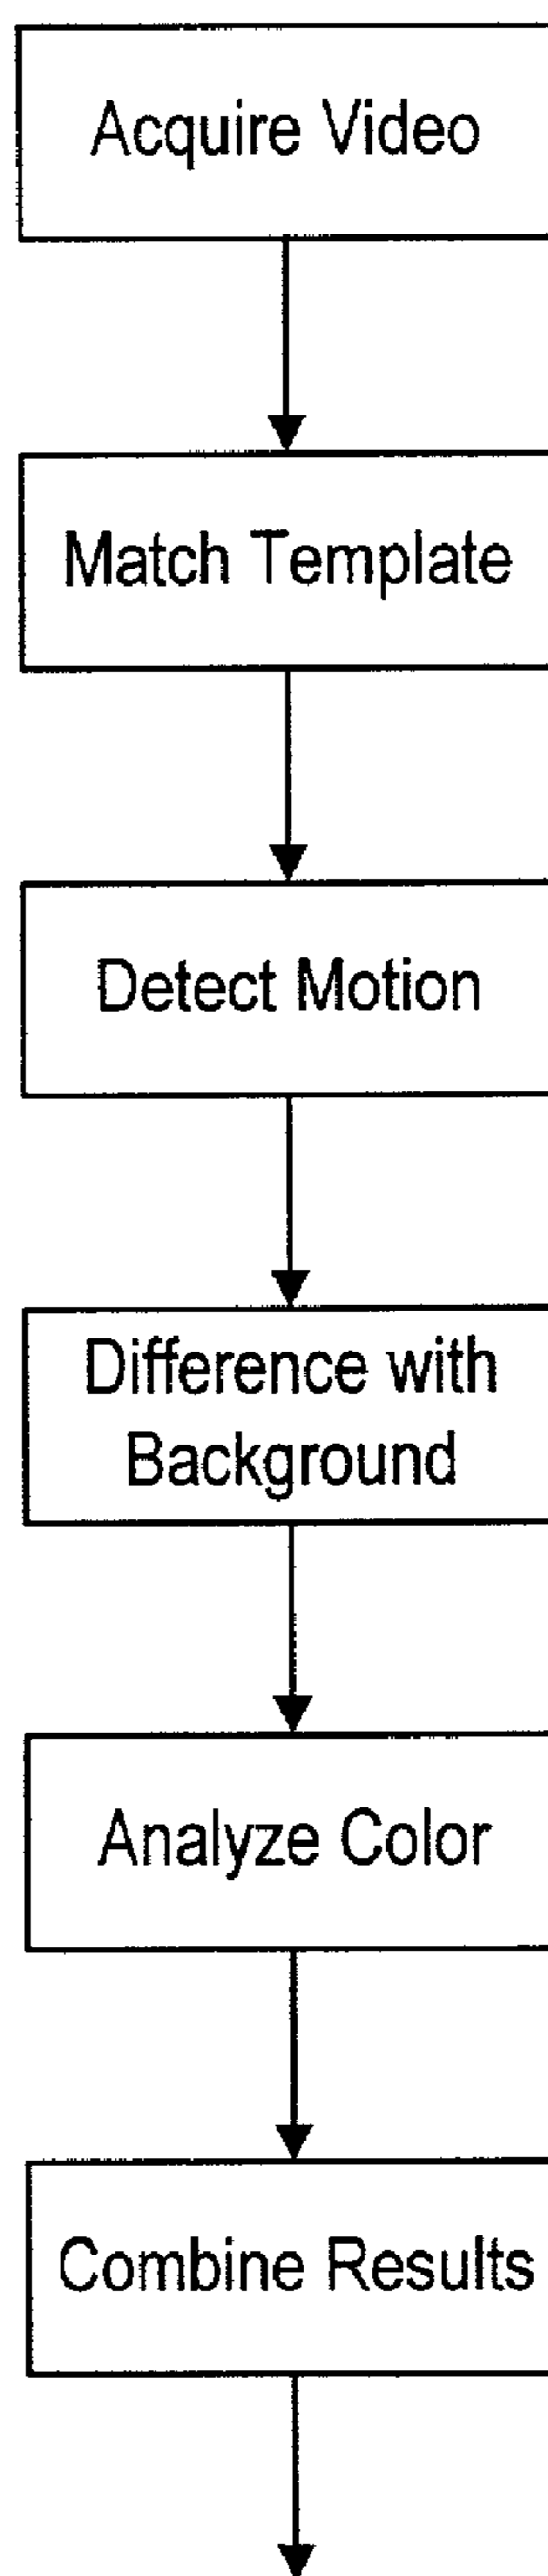 Acquire Video
Match Template
Detect Motion
Difference with
Background
Analyze Color
Combine Results